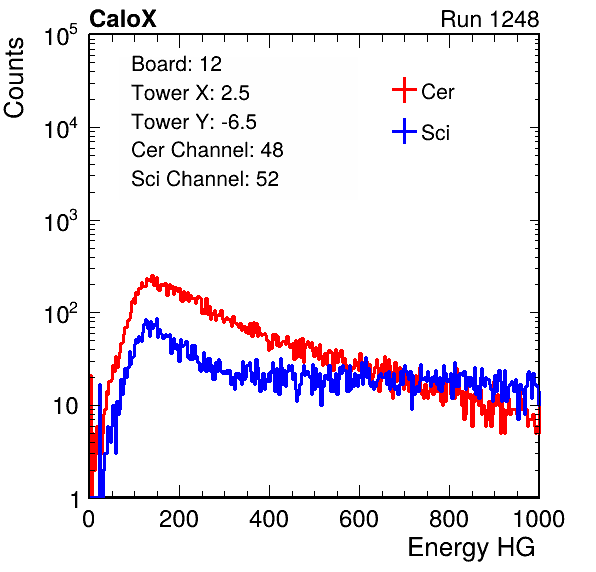 CaloX Run 1248
Counts
10^5
10^4
10^3
10^2
10
1
Board: 12
Tower X: 2.5
Tower Y: -6.5
Cer Channel: 48
Sci Channel: 52
Cer
Sci
0 200 400 600 800 1000
Energy HG